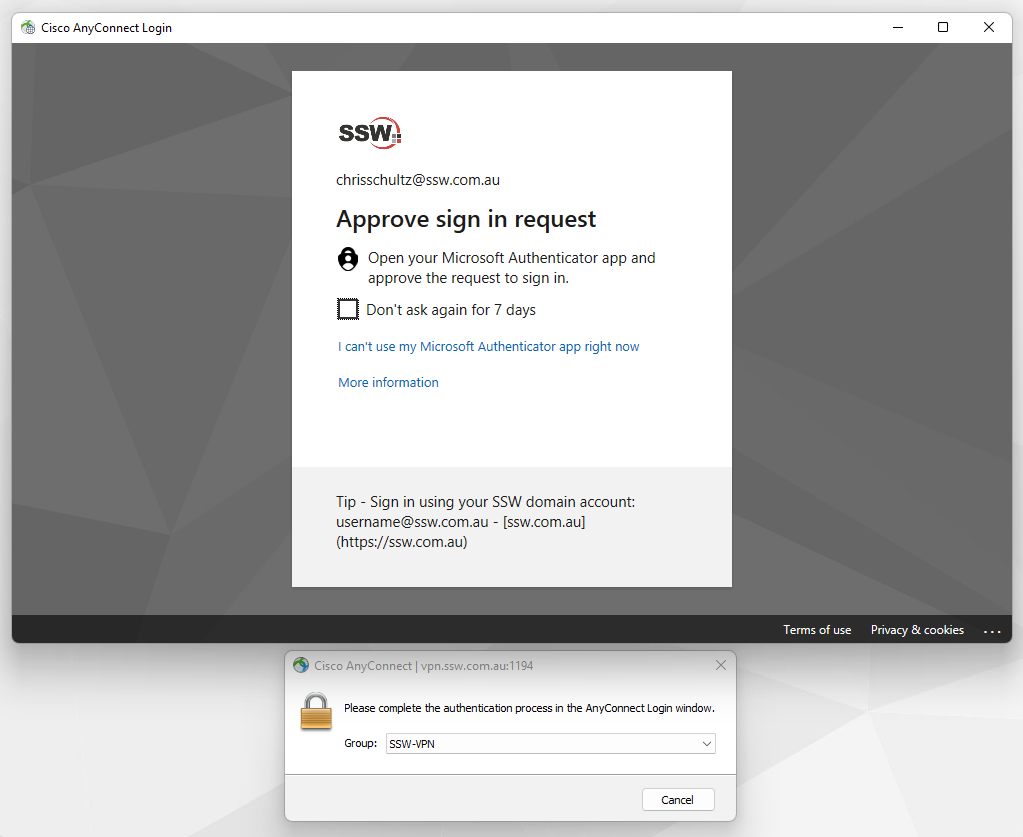 Cisco AnyConnect Login
SSW
chrisschultz@ssw.com.au
Approve sign in request
Open your Microsoft Authenticator app and
approve the request to sign in.
Don't ask again for 7 days
I can't use my Microsoft Authenticator app right now
More information
Tip - Sign in using your SSW domain account:
username@ssw.com.au - [ssw.com.au]
(https://ssw.com.au)
Terms of use Privacy & cookies ...
Cisco AnyConnect | vpn.ssw.com.au:1194
Please complete the authentication process in the AnyConnect Login window.
Group: SSW-VPN
Cancel